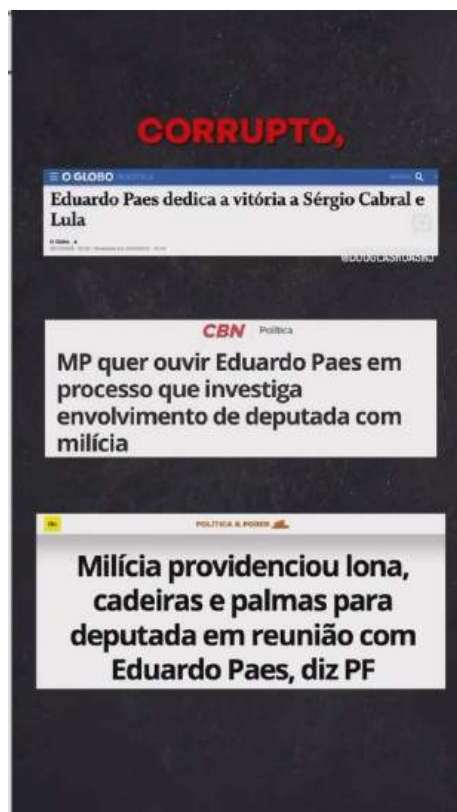 CORRUPTO,
O GLOBO POLÍTICA
Eduardo Paes dedica a vitória a Sérgio Cabral e
Lula
O Globo
CBN Política
MP quer ouvir Eduardo Paes em
processo que investiga
envolvimento de deputada com
milícia
POLÍTICA & PODER
Milícia providenciou lona,
cadeiras e palmas para
deputada em reunião com
Eduardo Paes, diz PF